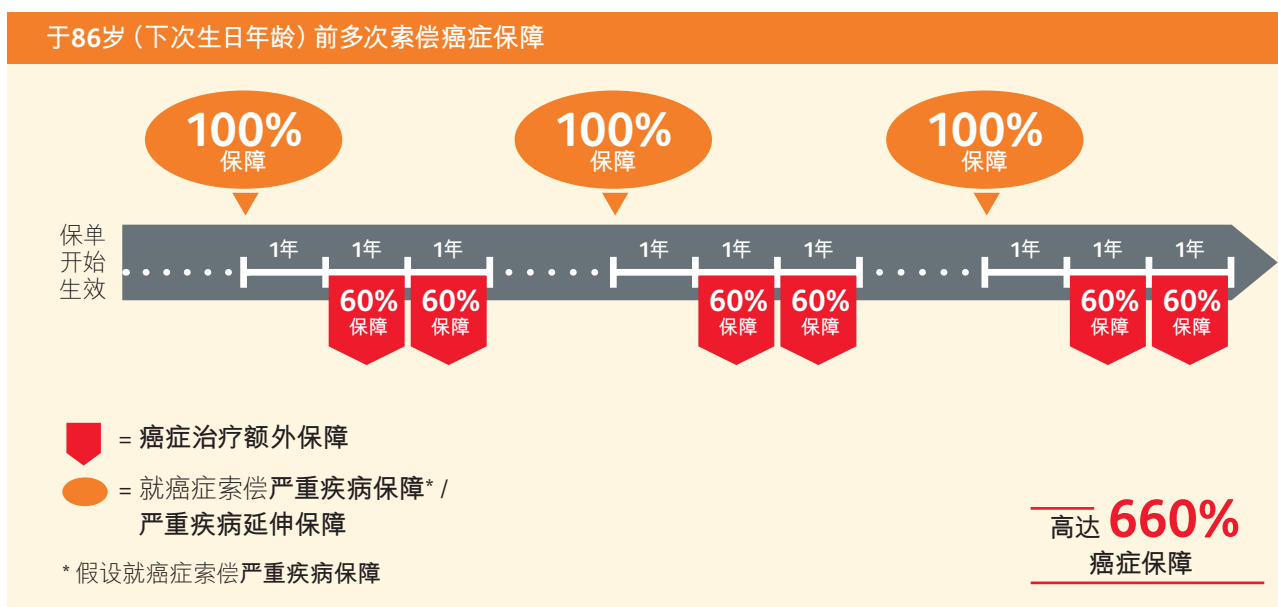 于86岁（下次生日年龄）前多次索偿癌症保障
100%
保障
100%
保障
100%
保障
保单
开始
生效
1年 1年 1年 1年 1年 1年 1年 1年 1年
60% 60% 60% 60% 60% 60%
保障 保障 保障 保障 保障 保障
= 癌症治疗额外保障
= 就癌症索偿严重疾病保障* /
严重疾病延伸保障
* 假设就癌症索偿严重疾病保障
高达 660%
癌症保障